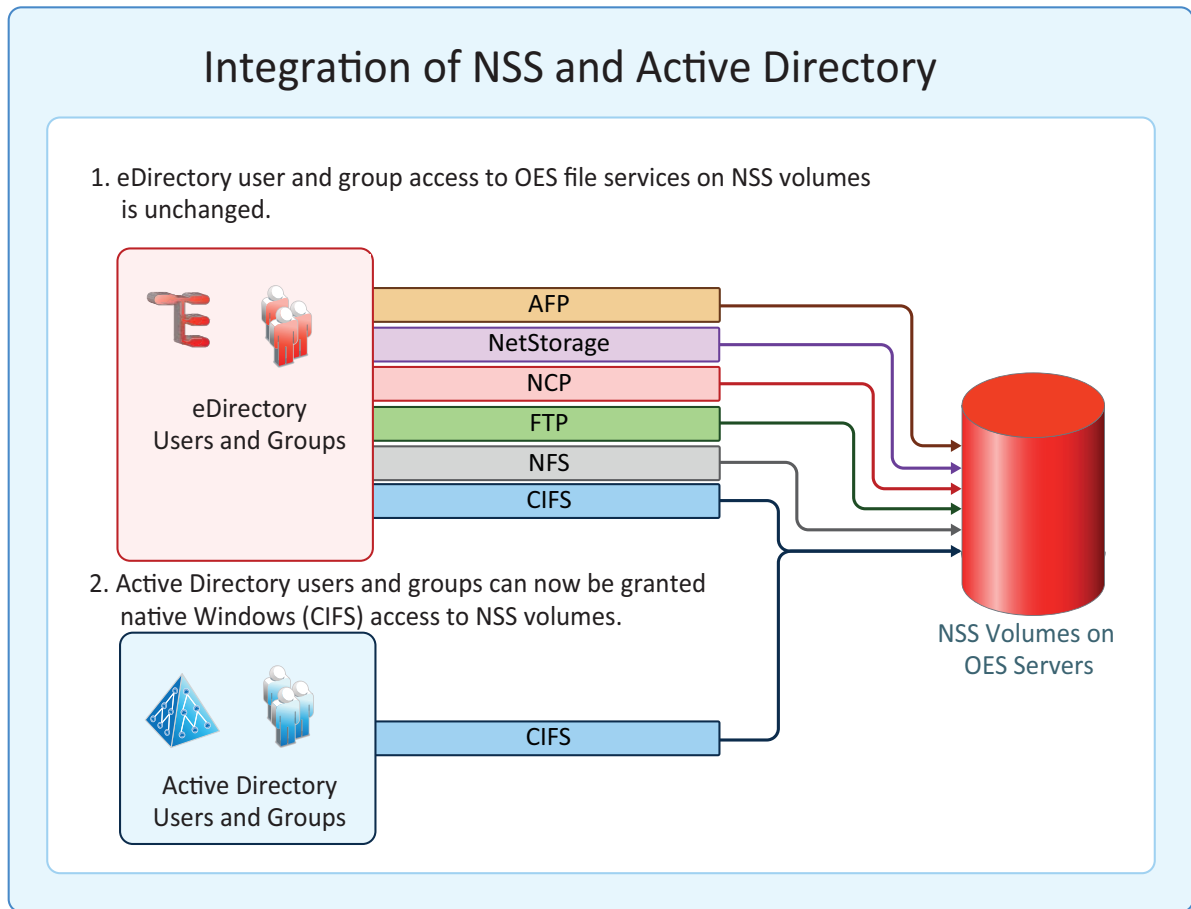 Integration of NSS and Active Directory
1. eDirectory user and group access to OES file services on NSS volumes
is unchanged.
eDirectory
Users and Groups
AFP
NetStorage
NCP
FTP
NFS
CIFS
NSS Volumes on
OES Servers
2. Active Directory users and groups can now be granted
native Windows (CIFS) access to NSS volumes.
Active Directory
Users and Groups
CIFS